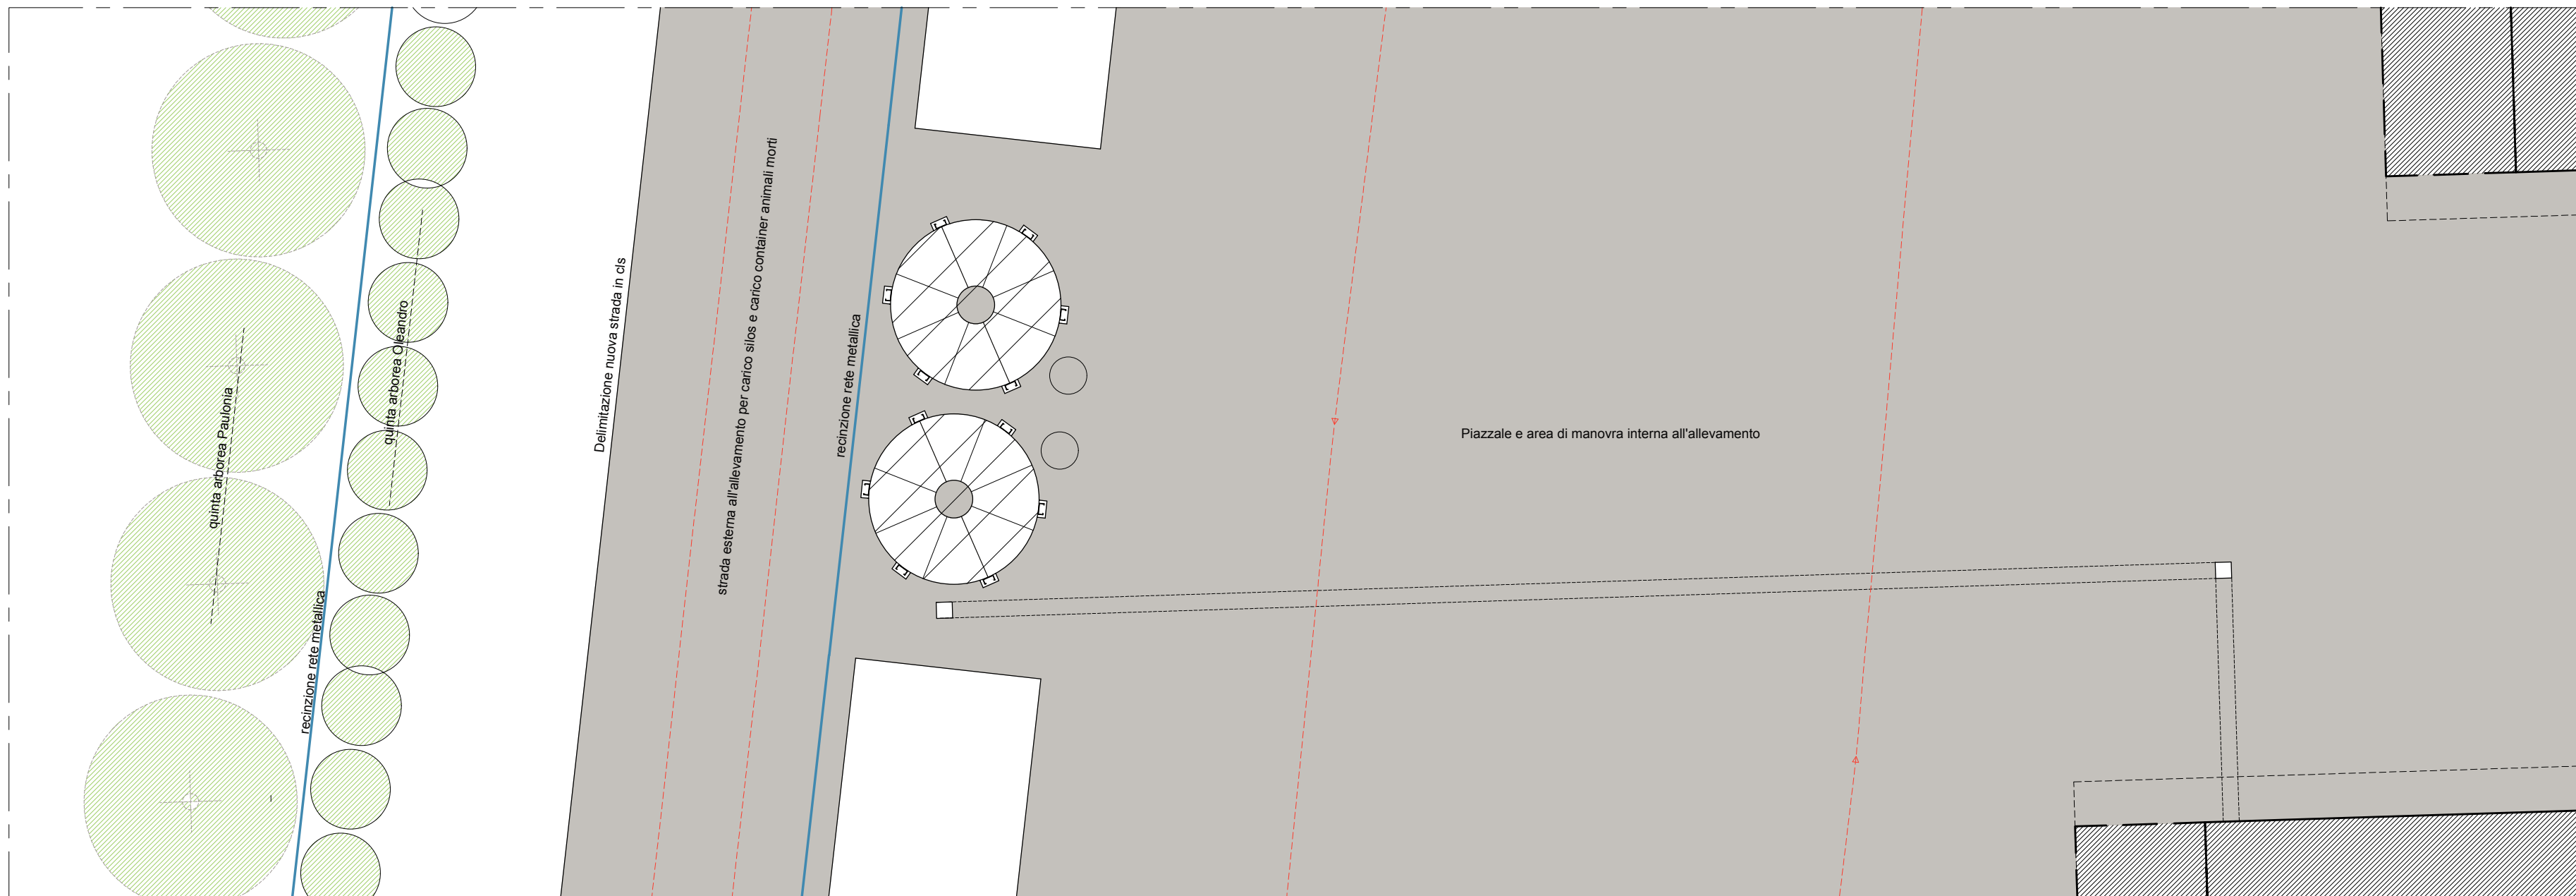 quinta arborea Paulonia
recinzione rete metallica
quinta arborea Oleandro
Delimitazione nuova strada in cls
strada esterna all'allevamento per carico silos e carico container animali morti
recinzione rete metallica
Piazzale e area di manovra interna all'allevamento